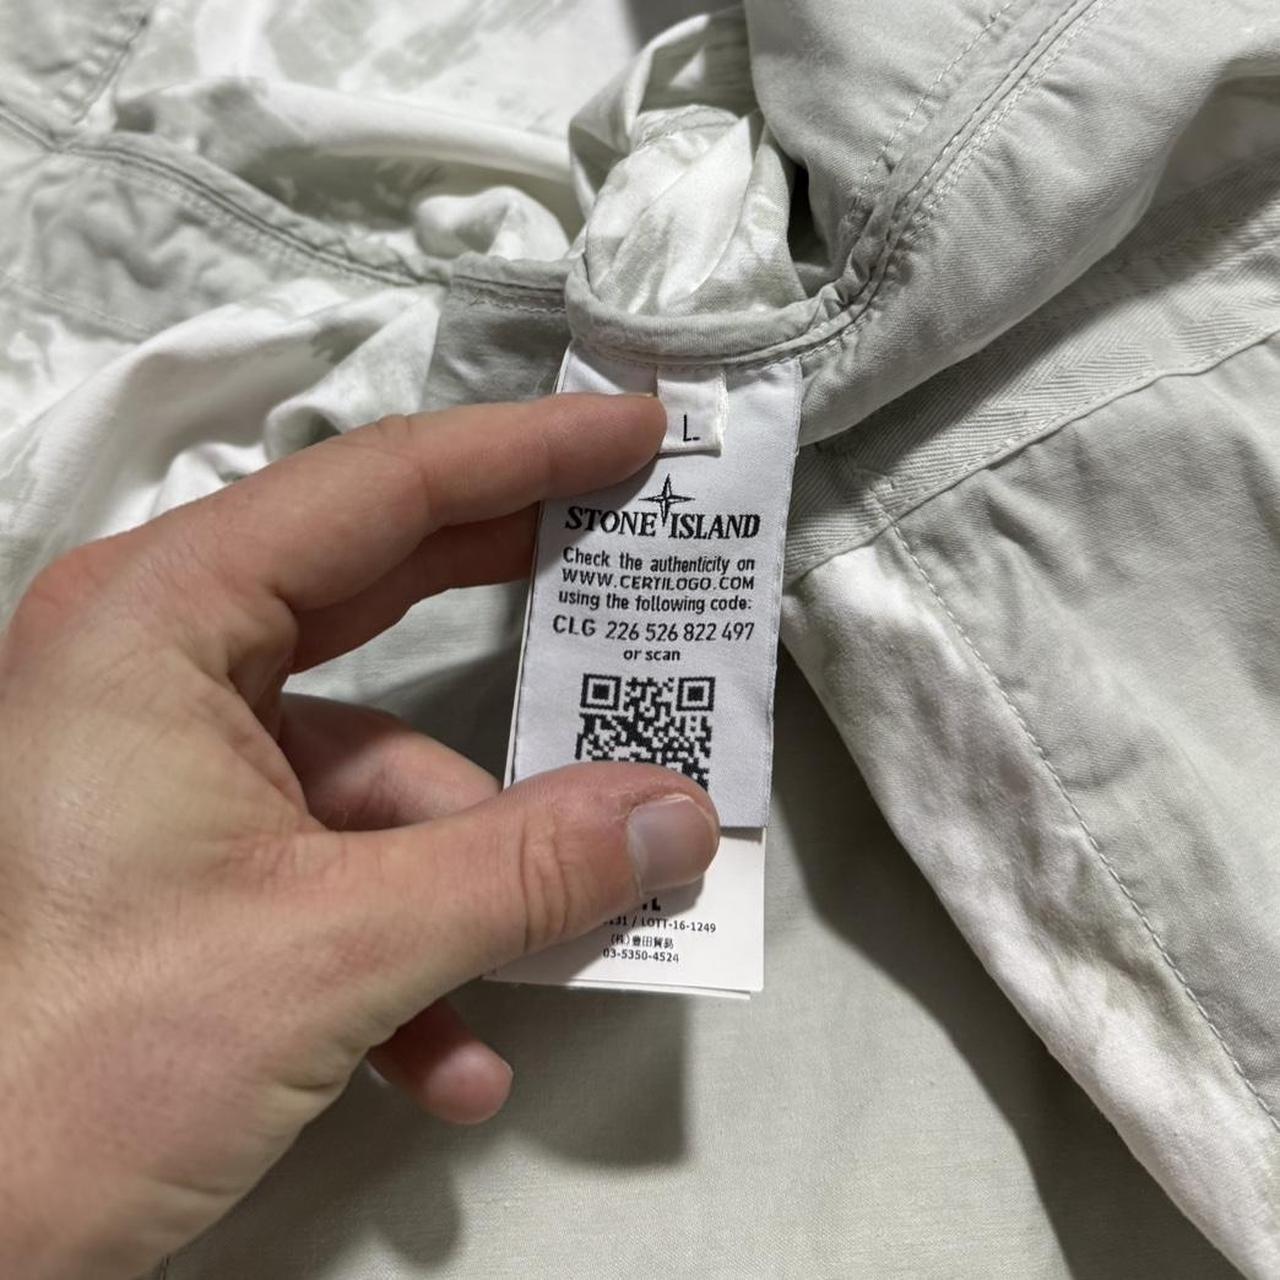 L
STONE ISLAND
Check the authenticity on
WWW.CERTILOGO.COM
using the following code:
CLG 226 526 822 497
or scan
/ LOTT-16-1249
(株)豊田貿易
03-5350-4524